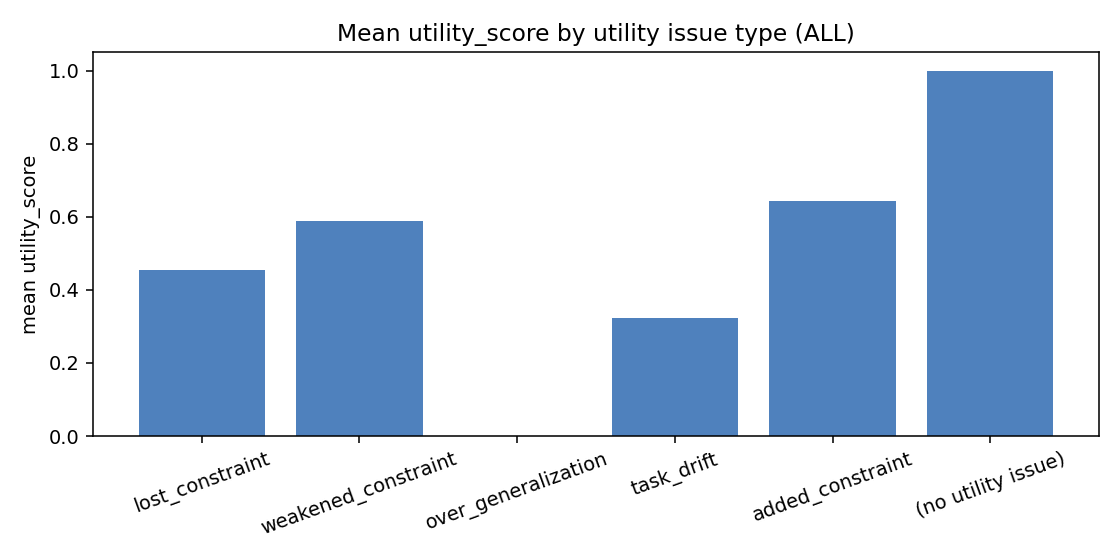 Mean utility_score by utility issue type (ALL)
mean utility_score
1.0
0.8
0.6
0.4
0.2
0.0
lost_constraint
weakened_constraint
over_generalization
task_drift
added_constraint
(no utility issue)